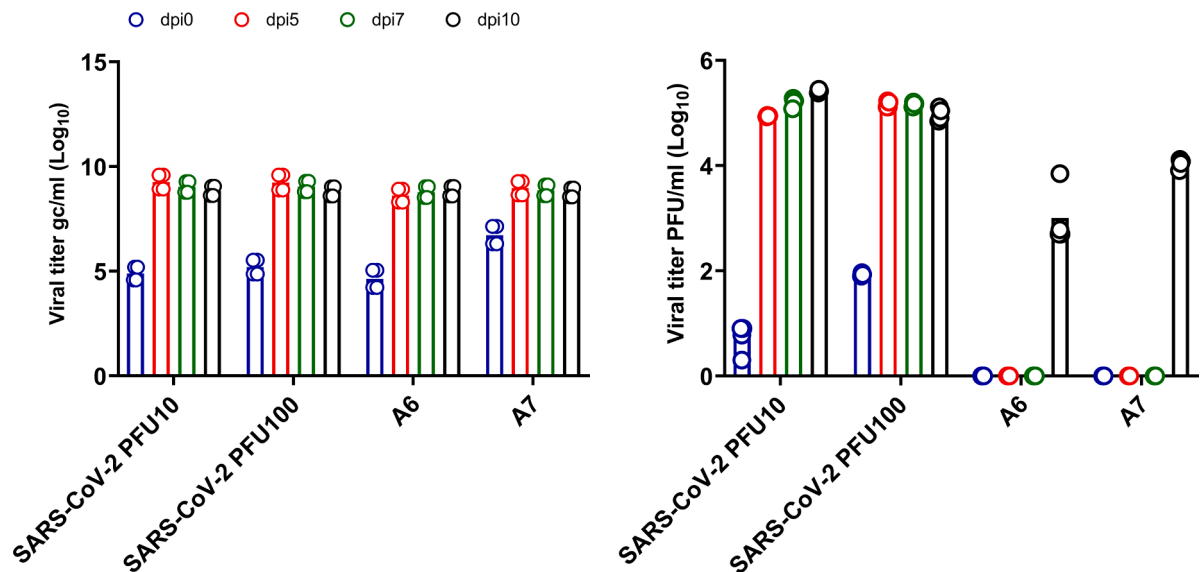 dpi0 dpi5 dpi7 dpi10
Viral titer gc/ml (Log10)
15
10
5
0
SARS-CoV-2 PFU10
SARS-CoV-2 PFU100
A6
A7
Viral titer PFU/ml (Log10)
6
4
2
0
SARS-CoV-2 PFU10
SARS-CoV-2 PFU100
A6
A7